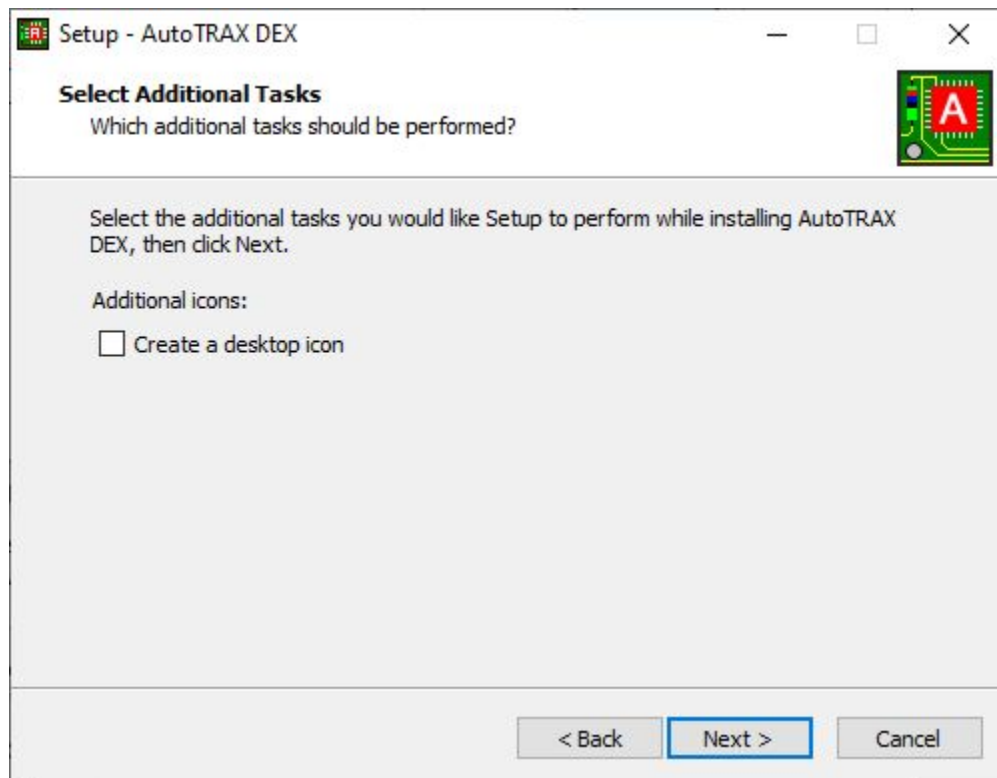 Setup - AutoTRAX DEX
Select Additional Tasks
Which additional tasks should be performed?
A
Select the additional tasks you would like Setup to perform while installing AutoTRAX
DEX, then click Next.
Additional icons:
Create a desktop icon
< Back
Next >
Cancel